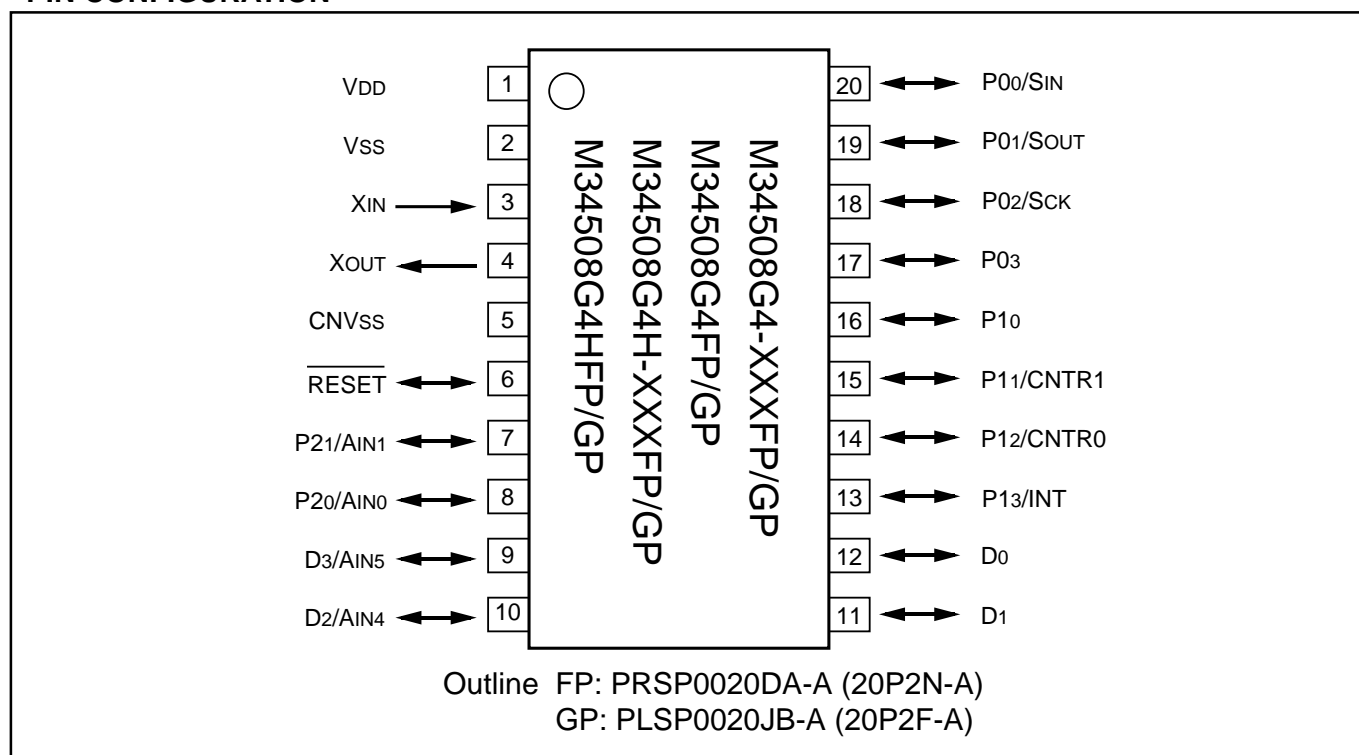 VDD 1 20 P00/SIN
VSS 2 19 P01/SOUT
XIN 3 18 P02/SCK
XOUT 4 17 P03
CNVSS 5 16 P10
RESET 6 15 P11/CNTR1
P21/AIN1 7 14 P12/CNTR0
P20/AIN0 8 13 P13/INT
D3/AIN5 9 12 D0
D2/AIN4 10 11 D1
M34508G4-XXXFP/GP
M34508G4FP/GP
M34508G4H-XXXFP/GP
M34508G4HFP/GP
Outline FP: PRSP0020DA-A (20P2N-A)
GP: PLSP0020JB-A (20P2F-A)